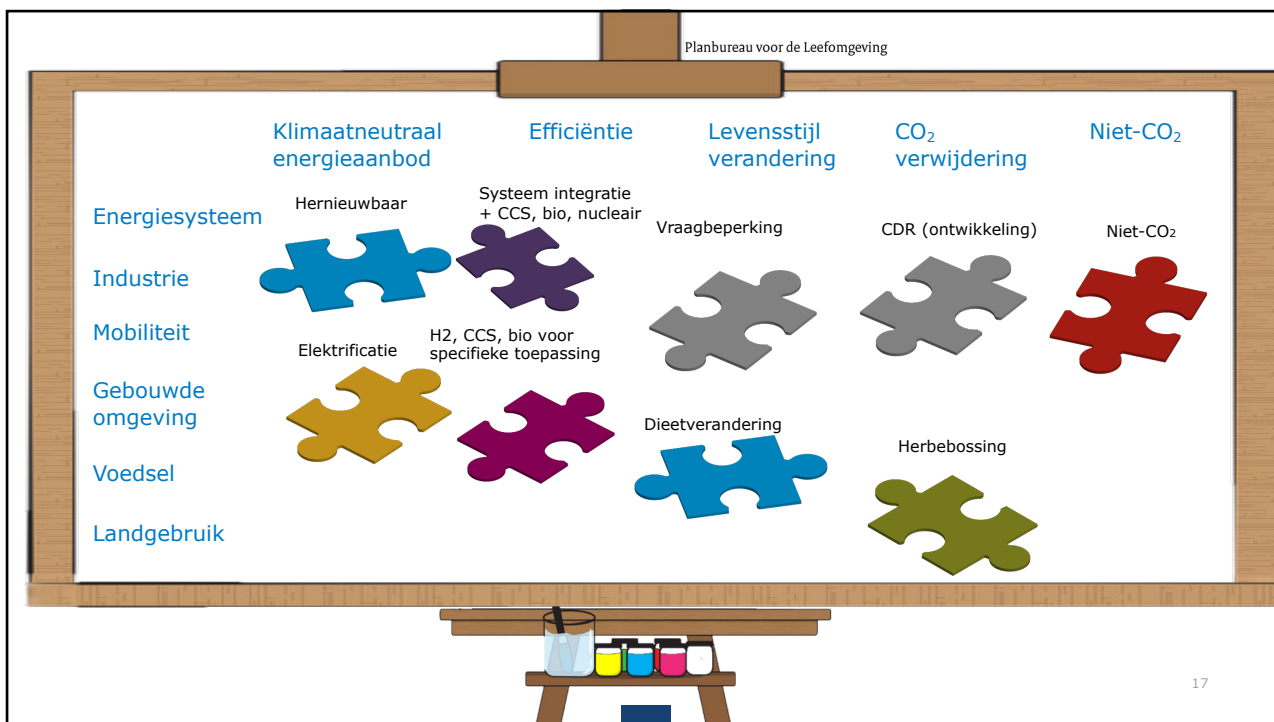 Planbureau voor de Leefomgeving
Klimaatneutraal
energieaanbod
Efficiëntie
Levensstijl
verandering
CO₂
verwijdering
Niet-CO₂
Energiesysteem
Industrie
Mobiliteit
Gebouwde
omgeving
Voedsel
Landgebruik
Hernieuwbaar
Systeem integratie
+ CCS, bio, nucleair
Vraagbeperking
CDR (ontwikkeling)
Niet-CO2
Elektrificatie
H2, CCS, bio voor
specifieke toepassing
Dieetverandering
Herbebossing
17